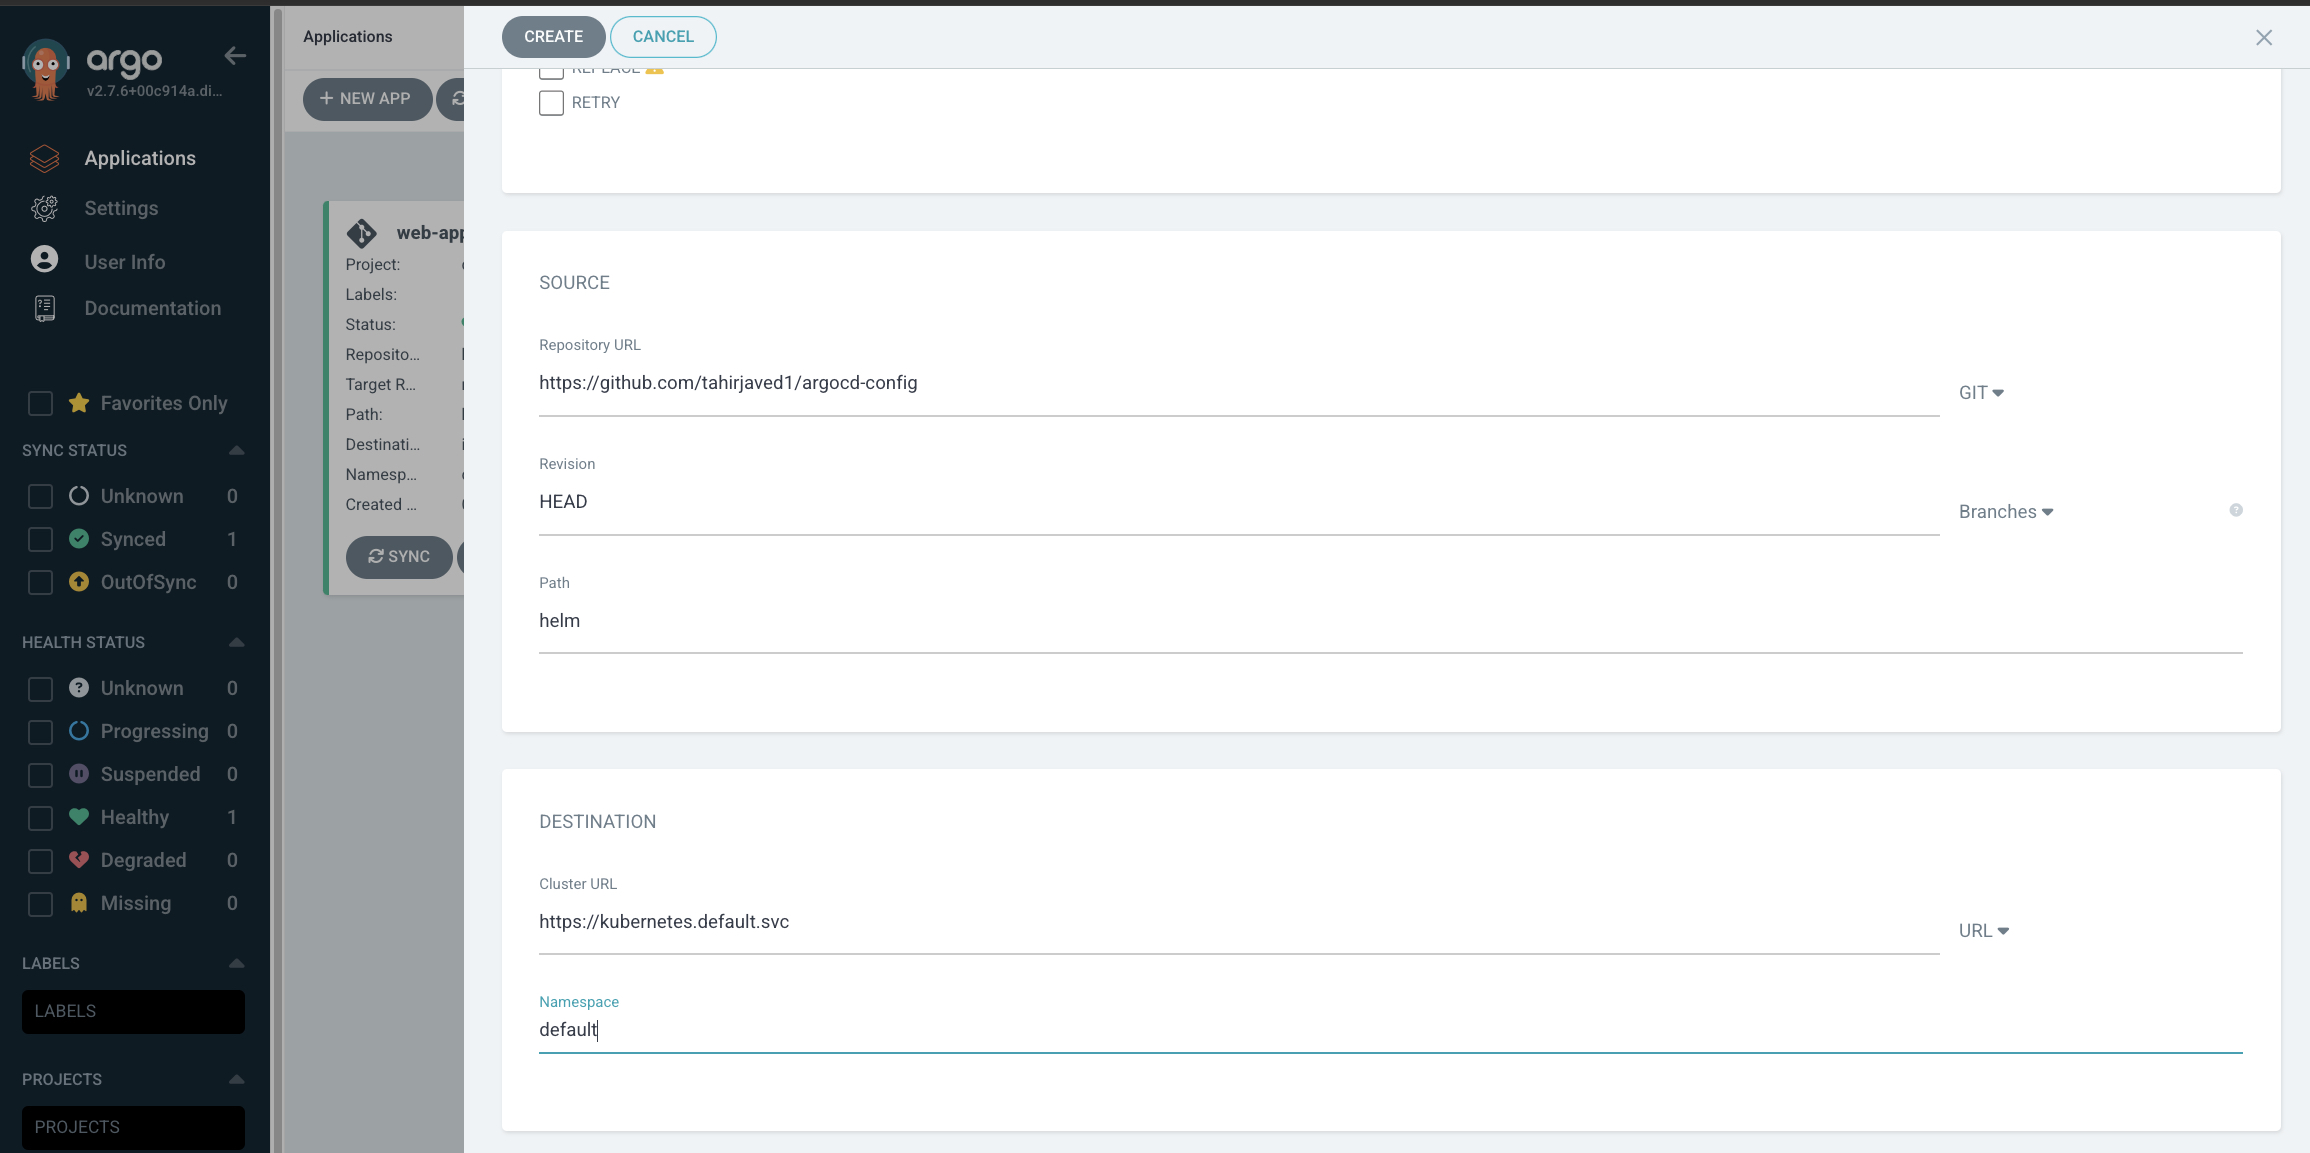 argo
v2.7.6+00c914a.di...
Applications
Settings
User Info
Documentation
Favorites Only
SYNC STATUS
Unknown 0
Synced 1
OutOfSync 0
HEALTH STATUS
Unknown 0
Progressing 0
Suspended 0
Healthy 1
Degraded 0
Missing 0
LABELS
LABELS
PROJECTS
PROJECTS
Applications
+ NEW APP
web-app
Project:
Labels:
Status:
Reposito...
Target R...
Path:
Destinati...
Namesp...
Created ...
SYNC
CREATE CANCEL
REPLACE
RETRY
SOURCE
Repository URL
https://github.com/tahirjaved1/argocd-config
GIT
Revision
HEAD
Branches
Path
helm
DESTINATION
Cluster URL
https://kubernetes.default.svc
URL
Namespace
default